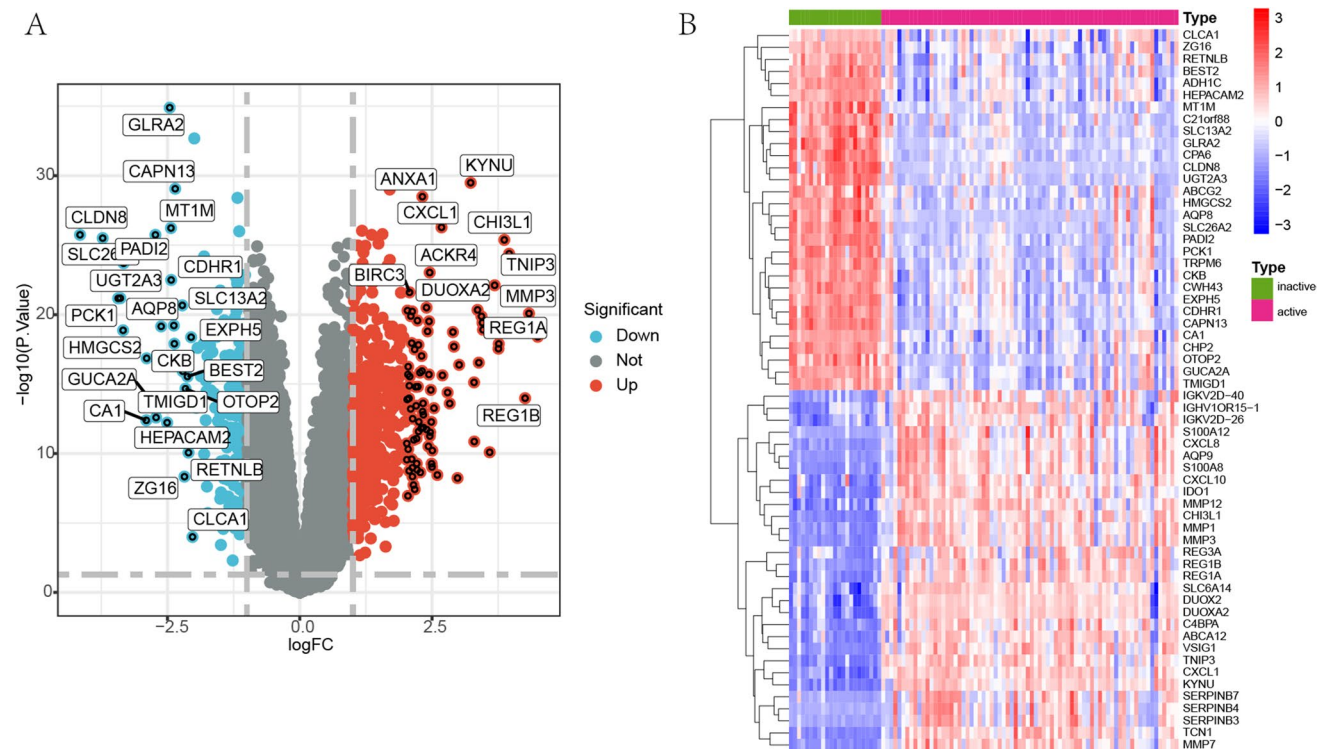 A
GLRA2
KYNU
CAPN13
ANXA1
CLDN8
MT1M
CXCL1
CHI3L1
SLC26
PADI2
ACKR4
TNIP3
UGT2A3
CDHR1
BIRC3
DUOXA2
MMP3
PCK1
AQP8
SLC13A2
EXPH5
REG1A
HMGCS2
CKB
BEST2
GUCA2A
TMIGD1
OTOP2
REG1B
CA1
HEPACAM2
RETNLB
ZG16
CLCA1
−log10(P.Value)
30
20
10
0
−2.5
0.0
2.5
logFC
Significant
Down
Not
Up
B
Type
CLCA1
ZG16
RETNLB
BEST2
ADH1C
HEPACAM2
MT1M
C21orf88
SLC13A2
GLRA2
CPA6
CLDN8
UGT2A3
ABCG2
HMGCS2
AQP8
SLC26A2
PADI2
PCK1
TRPM6
CKB
CWH43
EXPH5
CDHR1
CAPN13
CA1
CHP2
OTOP2
GUCA2A
TMIGD1
IGKV2D-40
IGHV1OR15-1
IGKV2D-26
S100A12
CXCL8
AQP9
S100A8
CXCL10
IDO1
MMP12
CHI3L1
MMP1
MMP3
REG3A
REG1B
REG1A
SLC6A14
DUOX2
DUOXA2
C4BPA
ABCA12
VSIG1
TNIP3
CXCL1
KYNU
SERPINB7
SERPINB4
SERPINB3
TCN1
MMP7
3
2
1
0
−1
−2
−3
Type
inactive
active